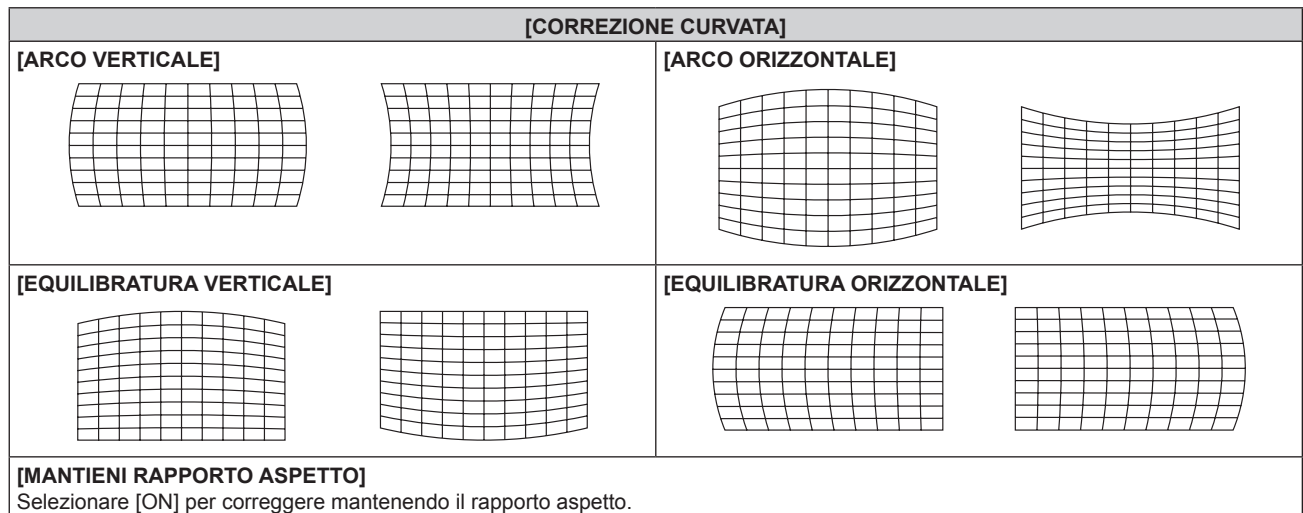 [CORREZIONE CURVATA]
[ARCO VERTICALE]
[ARCO ORIZZONTALE]
[EQUILIBRATURA VERTICALE]
[EQUILIBRATURA ORIZZONTALE]
[MANTIENI RAPPORTO ASPETTO]
Selezionare [ON] per correggere mantenendo il rapporto aspetto.